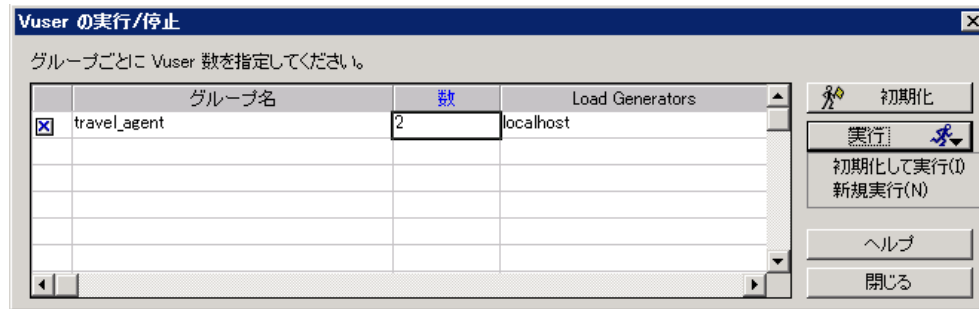 Vuser の実行/停止
グループごとに Vuser 数を指定してください。
グループ名 数 Load Generators
travel_agent 2 localhost
初期化
実行
初期化して実行(I)
新規実行(N)
ヘルプ
閉じる